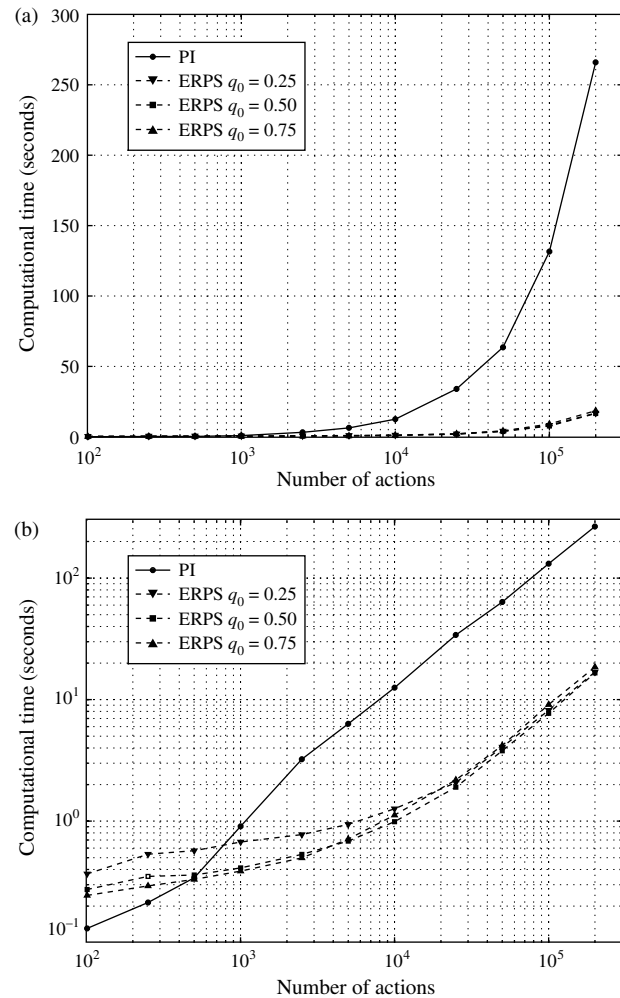 (a)
300
250
200
150
100
50
0
Computational time (seconds)
PI
ERPS q₀ = 0.25
ERPS q₀ = 0.50
ERPS q₀ = 0.75
10² 10³ 10⁴ 10⁵
Number of actions
(b)
10²
10¹
10⁰
10⁻¹
Computational time (seconds)
PI
ERPS q₀ = 0.25
ERPS q₀ = 0.50
ERPS q₀ = 0.75
10² 10³ 10⁴ 10⁵
Number of actions